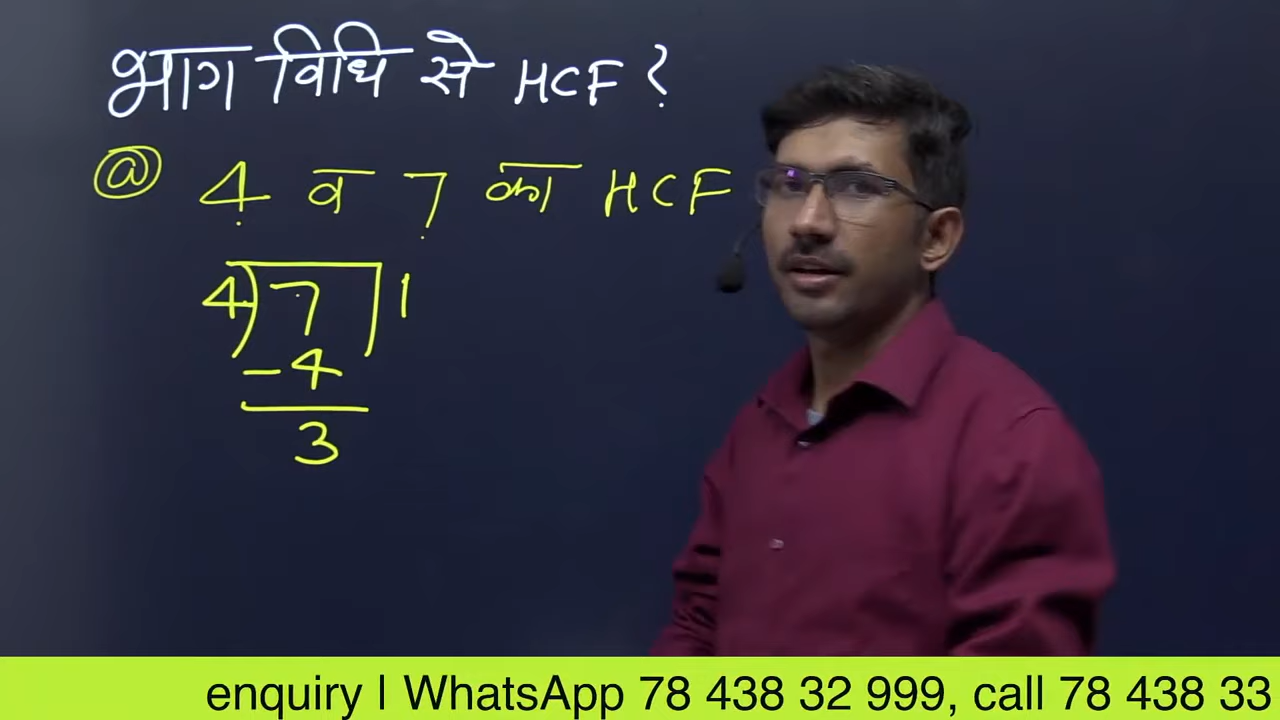 भाग विधि से HCF ?
@ 4 व 7 का HCF
4) 7 | 1
- 4
3
enquiry I WhatsApp 78 438 32 999, call 78 438 33